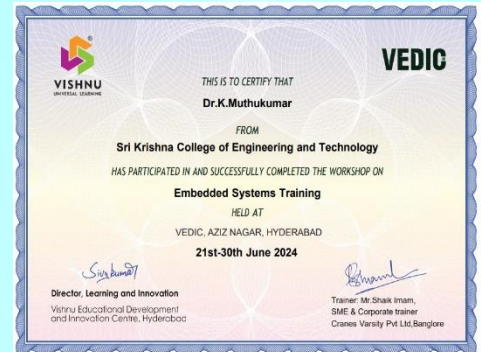 VISHNU
UNIVERSAL LEARNING
VEDIC
THIS IS TO CERTIFY THAT
Dr.K.Muthukumar
FROM
Sri Krishna College of Engineering and Technology
HAS PARTICIPATED IN AND SUCCESSFULLY COMPLETED THE WORKSHOP ON
Embedded Systems Training
HELD AT
VEDIC, AZIZ NAGAR, HYDERABAD
21st-30th June 2024
Director, Learning and Innovation
Vishnu Educational Development
and Innovation Centre, Hyderabad
Trainer: Mr.Shaik Imam,
SME & Corporate trainer
Cranes Varsity Pvt Ltd,Banglore